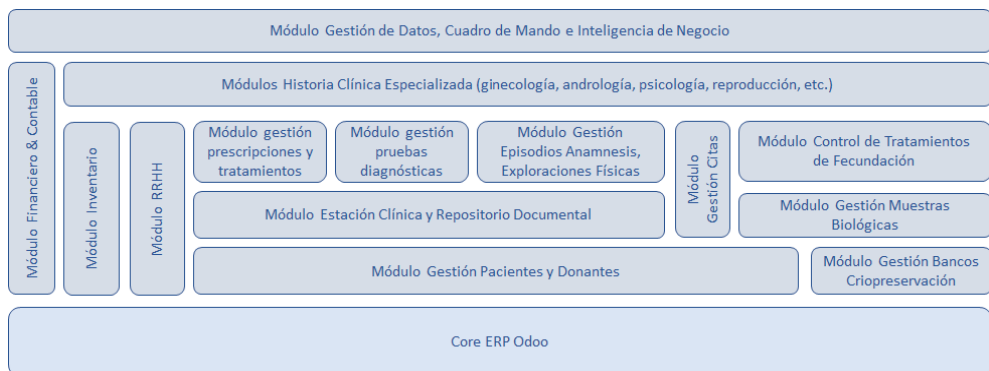 Módulo Gestión de Datos, Cuadro de Mando e Inteligencia de Negocio
Módulo Financiero & Contable
Módulos Historia Clínica Especializada (ginecología, andrología, psicología, reproducción, etc.)
Módulo Inventario
Módulo RRHH
Módulo gestión
prescripciones y
tratamientos
Módulo gestión
pruebas
diagnósticas
Módulo Gestión
Episodios Anamnesis,
Exploraciones Físicas
Módulo
Gestión Citas
Módulo Control de Tratamientos
de Fecundación
Módulo Estación Clínica y Repositorio Documental
Módulo Gestión Muestras
Biológicas
Módulo Gestión Pacientes y Donantes
Módulo Gestión Bancos
Criopreservación
Core ERP Odoo